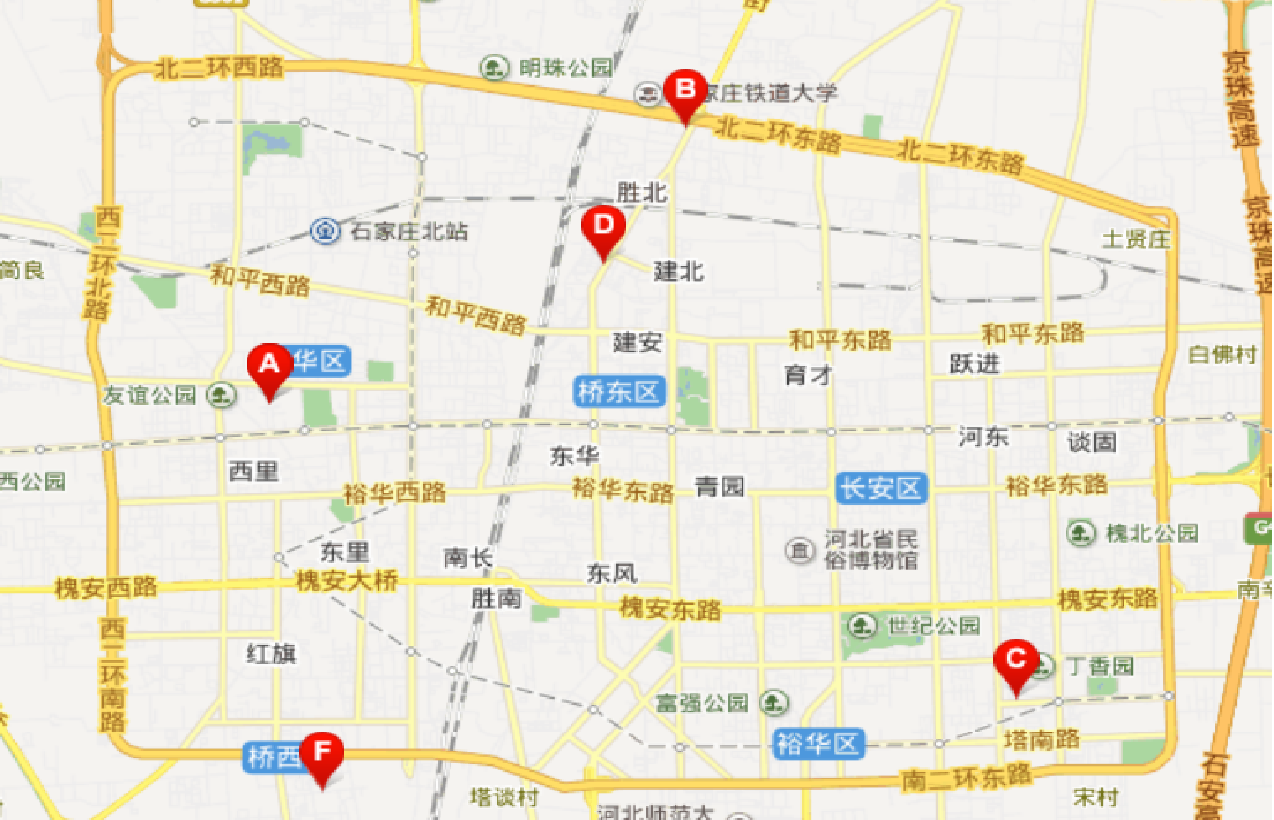 北二环西路
明珠公园
B
家庄铁道大学
北二环东路
北二环东路
京珠高速
胜北
西二环北路
石家庄北站
D
京珠高速
土贤庄
简良
和平西路
建北
和平西路
建安
和平东路
和平东路
A
华区
友谊公园
桥东区
育才
跃进
白佛村
东华
河东
谈固
西里
西公园
裕华西路
裕华东路
青园
长安区
裕华东路
河北省民
俗博物馆
槐北公园
G
东里
南长
东风
槐安西路
槐安大桥
胜南
槐安东路
槐安东路
南辛
世纪公园
西二环南路
红旗
C
丁香园
富强公园
桥西
F
裕华区
塔南路
南二环东路
石安高
塔谈村
宋村
河北师范大